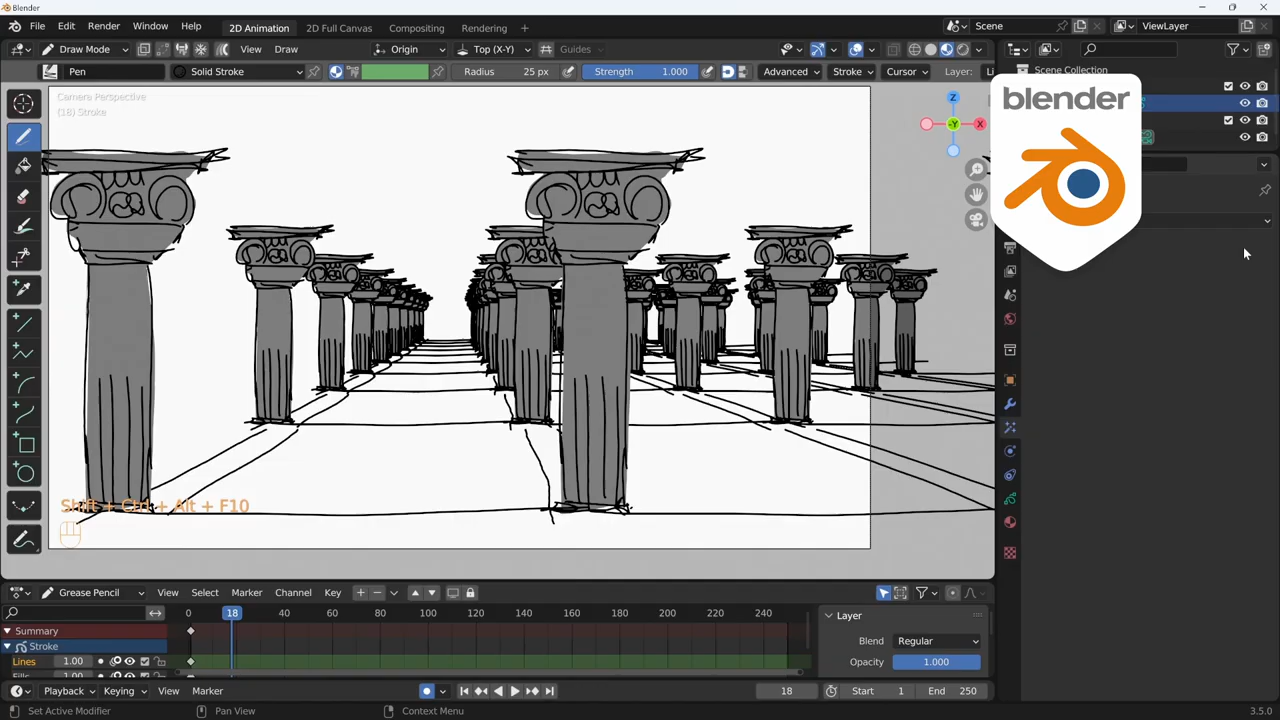 Blender
File Edit Render Window Help 2D Animation 2D Full Canvas Compositing Rendering Scene ViewLayer
Draw Mode View Draw Origin Top (X-Y) Guides
Pen Solid Stroke Radius 25 px Strength 1.000 Advanced Stroke Cursor Layer: Li
Scene Collection
Camera Perspective
(18) Stroke
Z
-Y X
blender
Shift + Ctrl + Alt + F10
Grease Pencil View Select Marker Channel Key
0 18 40 60 80 100 120 140 160 180 200 220 240
Layer
Summary
Stroke
Blend Regular
Lines 1.00
Opacity 1.000
Fills 1.00
Playback Keying View Marker 18 Start 1 End 250
Set Active Modifier Pan View Context Menu 3.5.0